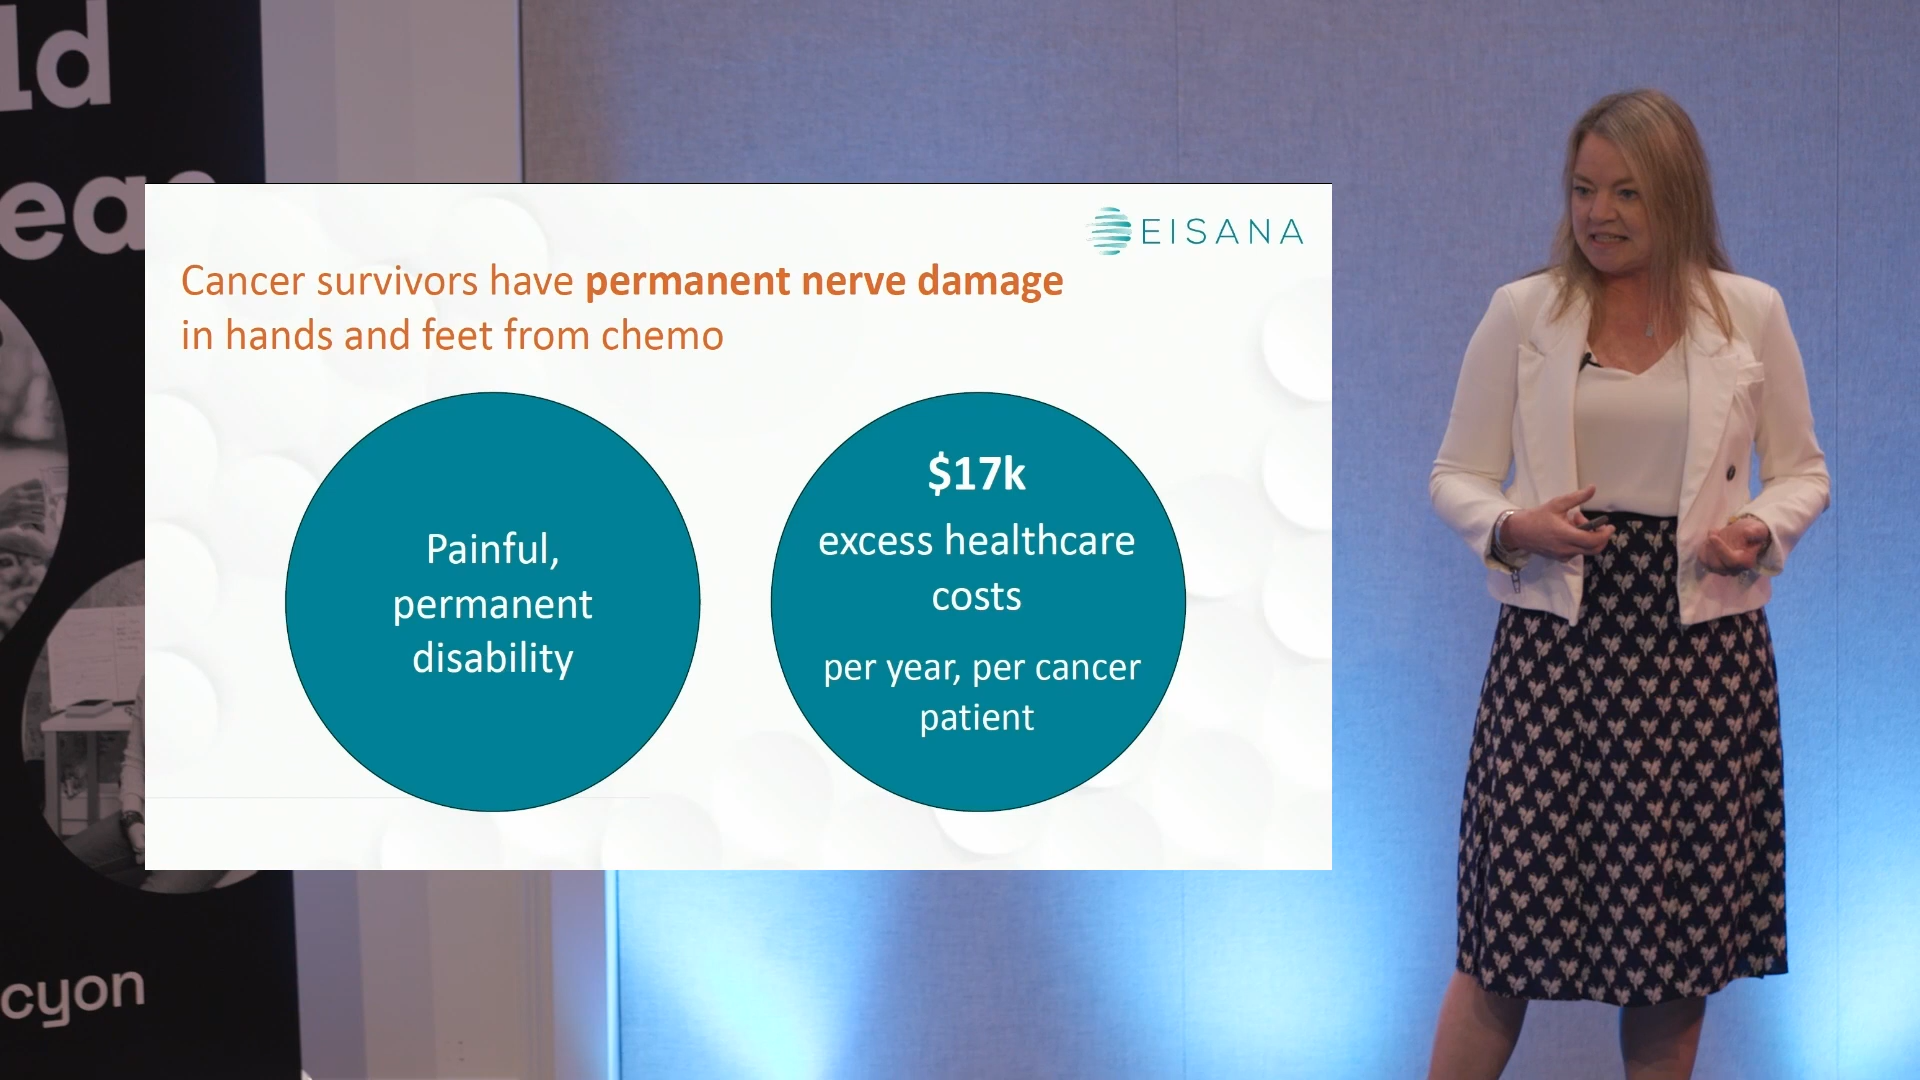 ld
eas
EISANA
Cancer survivors have permanent nerve damage
in hands and feet from chemo
Painful,
permanent
disability
$17k
excess healthcare
costs
per year, per cancer
patient
cyon